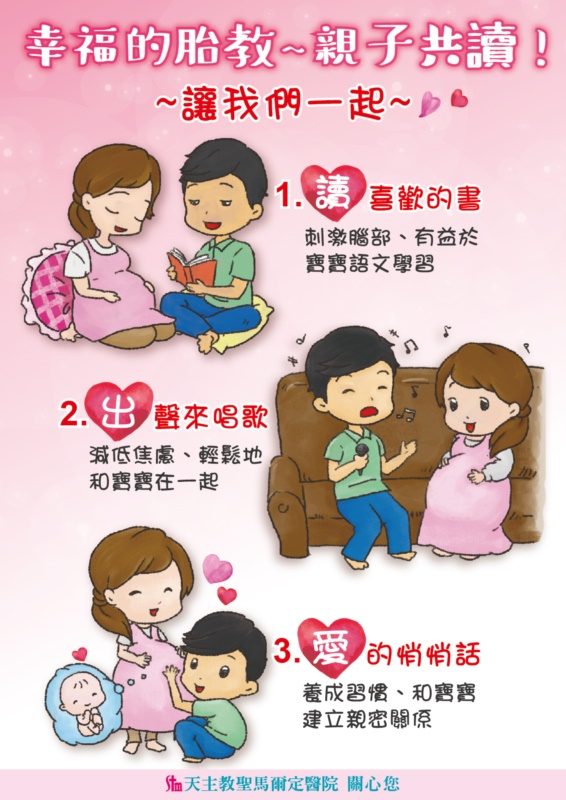 幸福的胎教~親子共讀!
~讓我們一起~
1.讀喜歡的書
刺激腦部、有益於
寶寶語文學習
2.出聲來唱歌
減低焦慮、輕鬆地
和寶寶在一起
3.愛的悄悄話
養成習慣、和寶寶
建立親密關係
Stm天主教聖馬爾定醫院 關心您